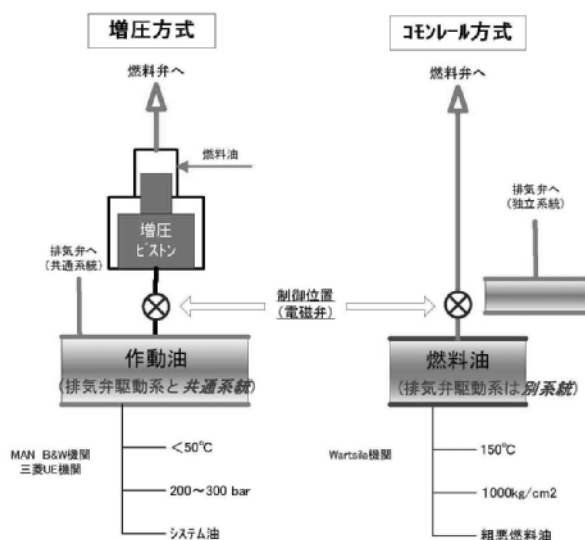 増圧方式
燃料弁へ
燃料油
増圧
ピストン
排気弁へ
(共通系統)
作動油
(排気弁駆動系と共通系統)
MAN B&W機関
三菱UE機関
<50℃
200～300 bar
システム油
制御位置
(電磁弁)
コモンレール方式
燃料弁へ
排気弁へ
(独立系統)
燃料油
(排気弁駆動系は別系統)
Wartsila機関
150℃
1000kg/cm2
粗悪燃料油